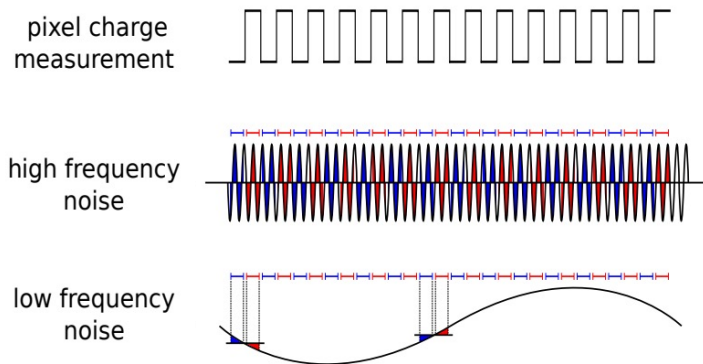 pixel charge
measurement
high frequency
noise
low frequency
noise